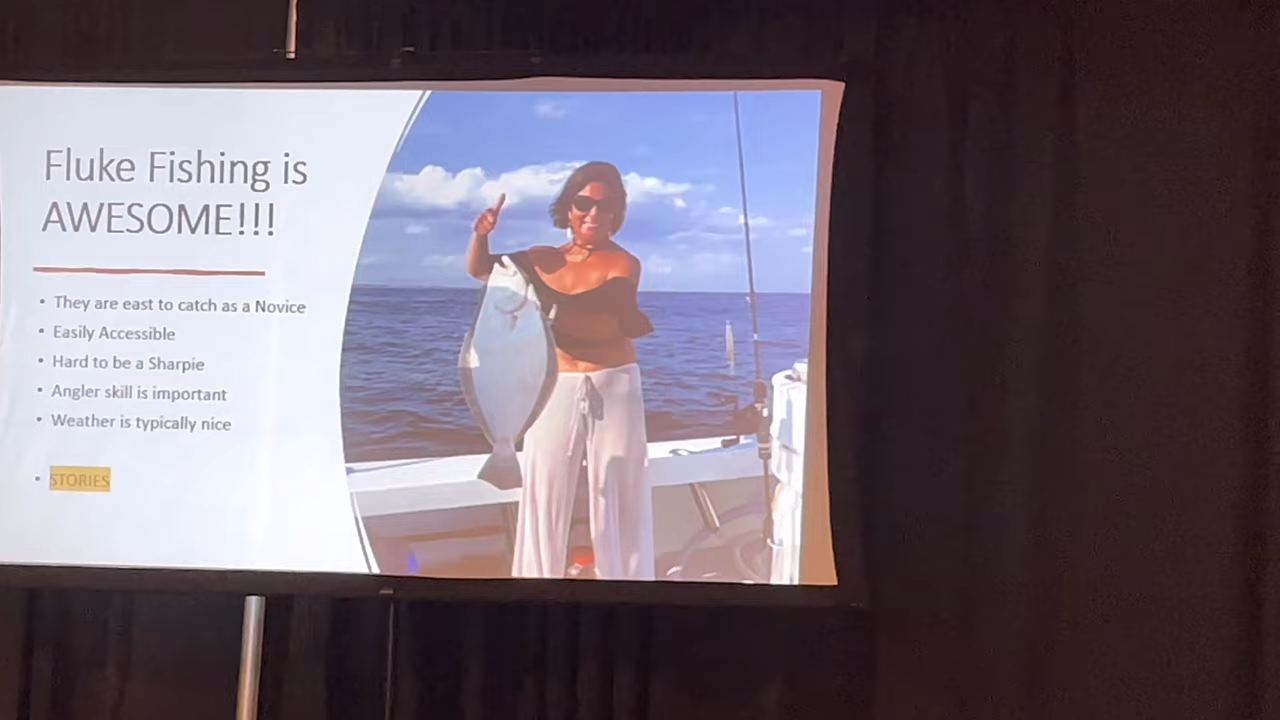 Fluke Fishing is
AWESOME!!!
• They are east to catch as a Novice
• Easily Accessible
• Hard to be a Sharpie
• Angler skill is important
• Weather is typically nice
• STORIES